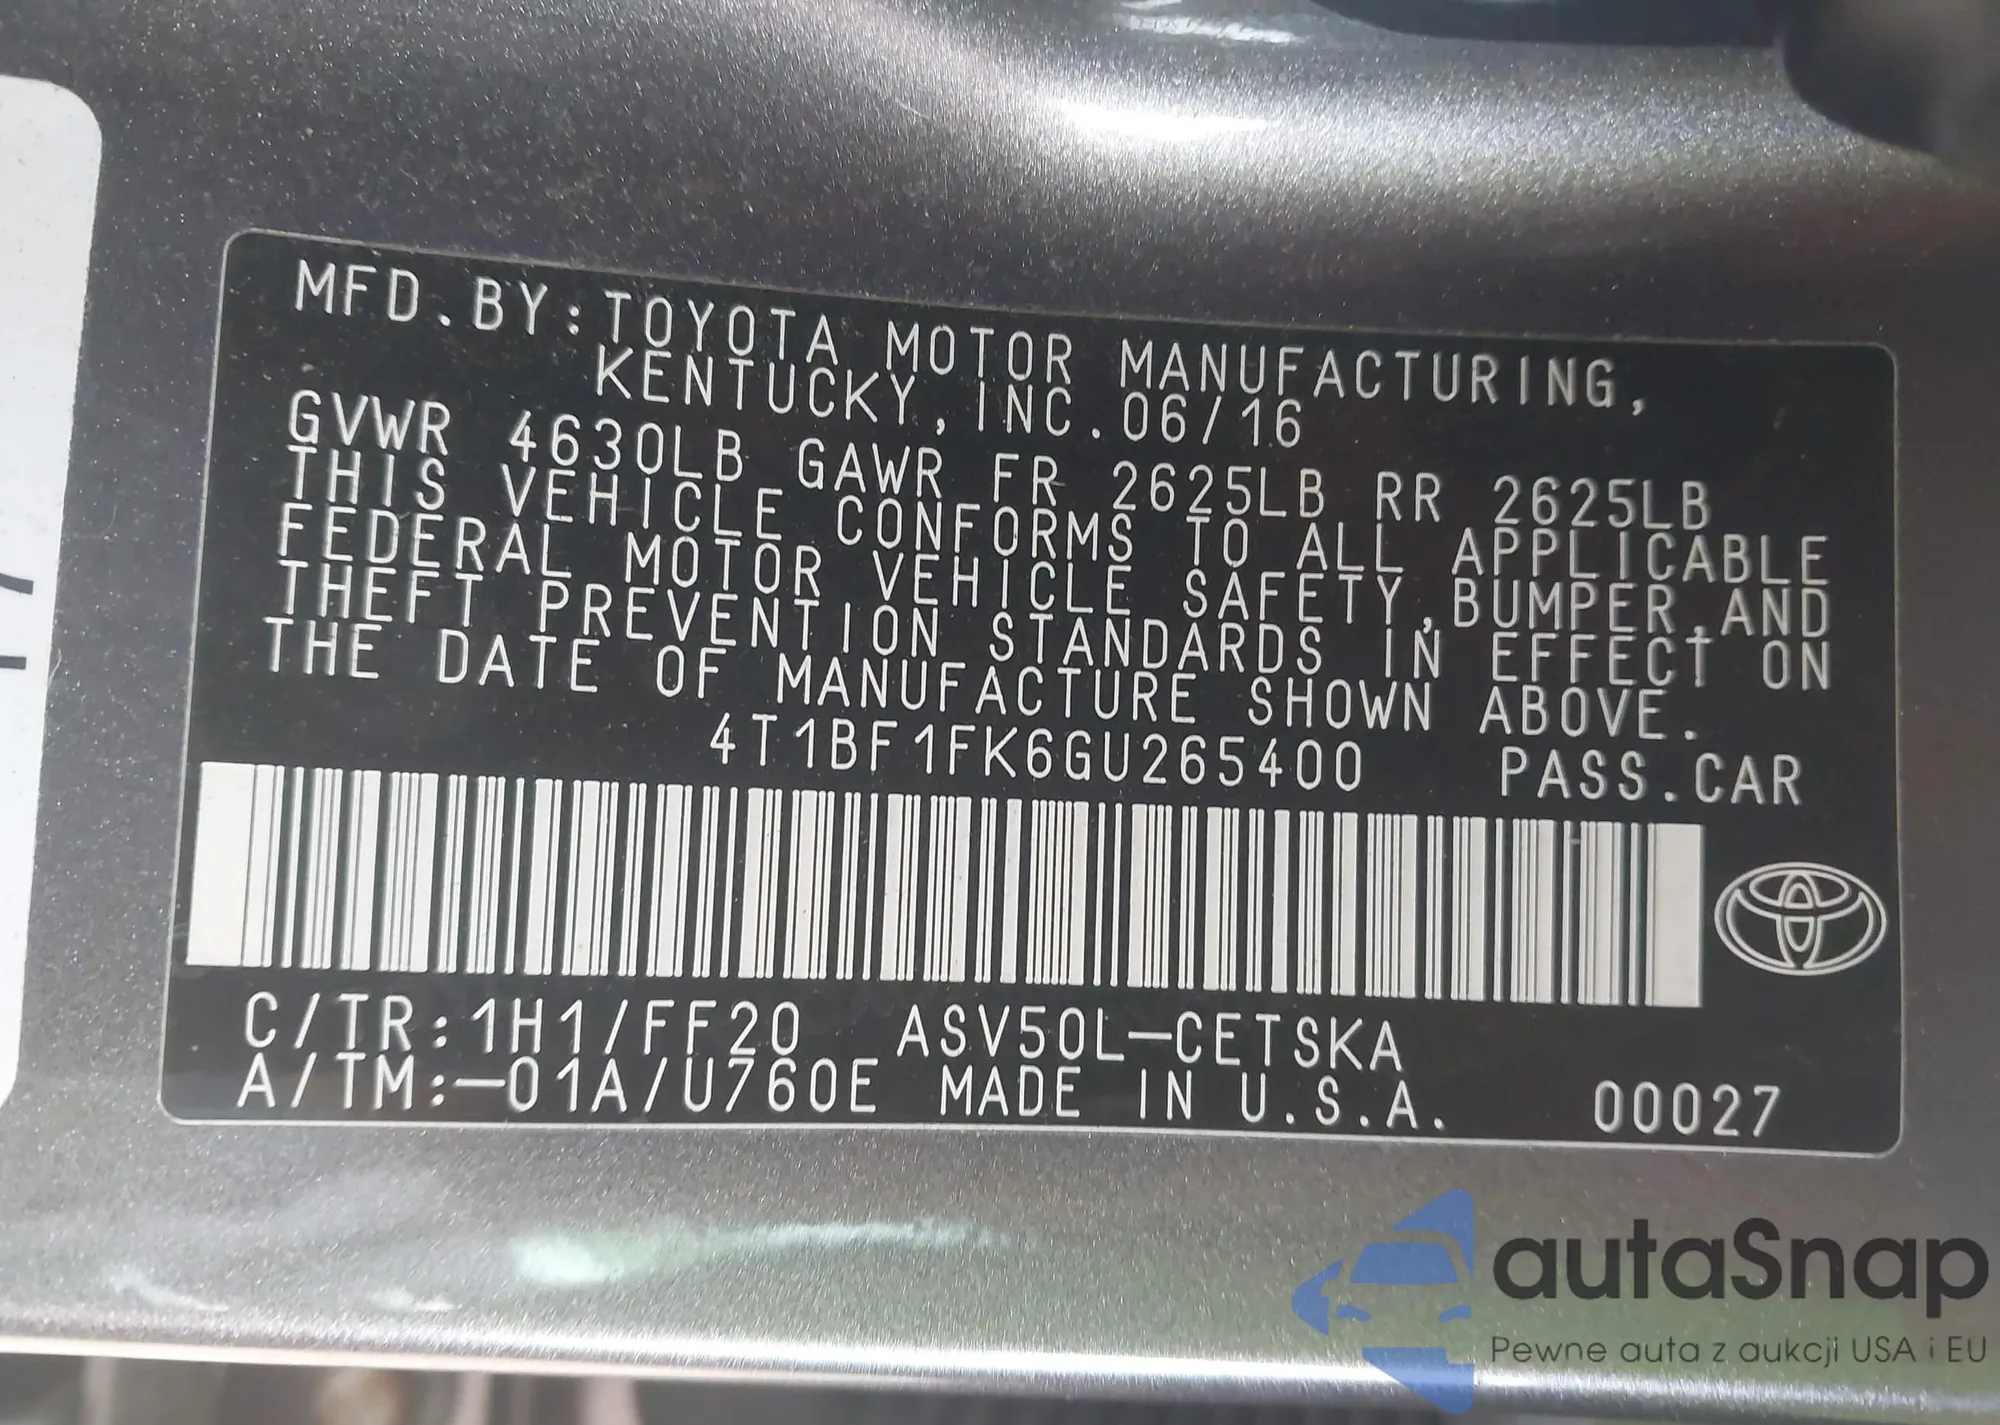 MFD.BY:TOYOTA MOTOR MANUFACTURING,
KENTUCKY,INC.06/16
GVWR 4630LB GAWR FR 2625LB RR 2625LB
THIS VEHICLE CONFORMS TO ALL APPLICABLE
FEDERAL MOTOR VEHICLE SAFETY,BUMPER,AND
THEFT PREVENTION STANDARDS IN EFFECT ON
THE DATE OF MANUFACTURE SHOWN ABOVE.
4T1BF1FK6GU265400 PASS.CAR
C/TR:1H1/FF20 ASV50L-CETSKA
A/TM:-01A/U760E MADE IN U.S.A. 00027
autaSnap
Pewne auta z aukcji USA i EU